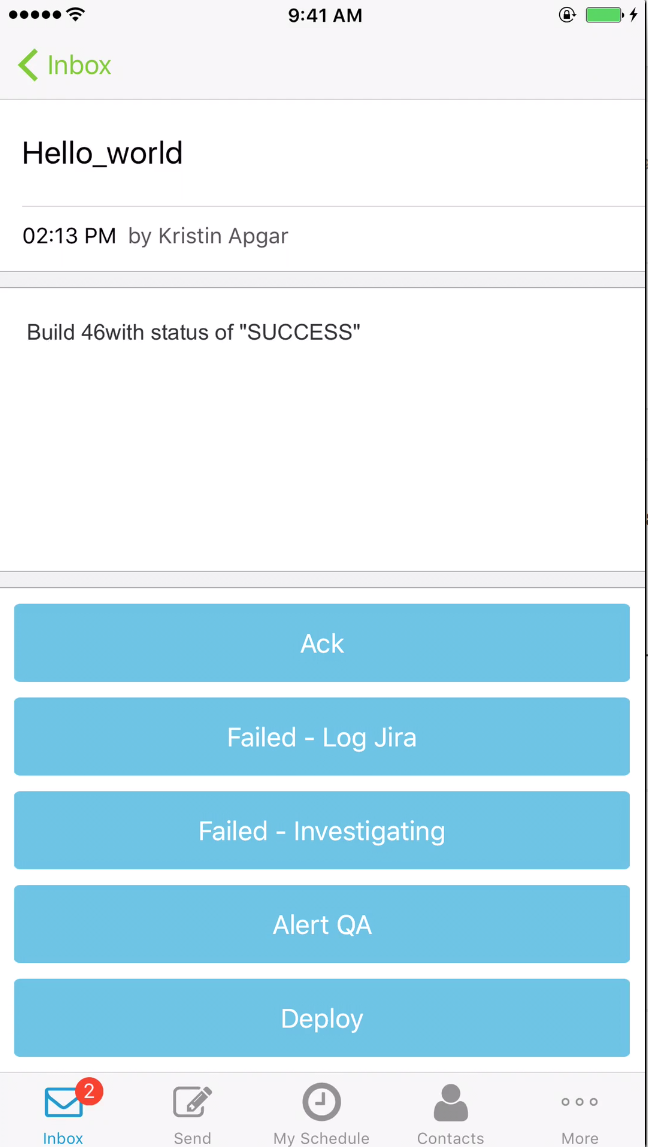 9:41 AM
Inbox
Hello_world
02:13 PM by Kristin Apgar
Build 46with status of "SUCCESS"
Ack
Failed - Log Jira
Failed - Investigating
Alert QA
Deploy
2
Inbox Send My Schedule Contacts More